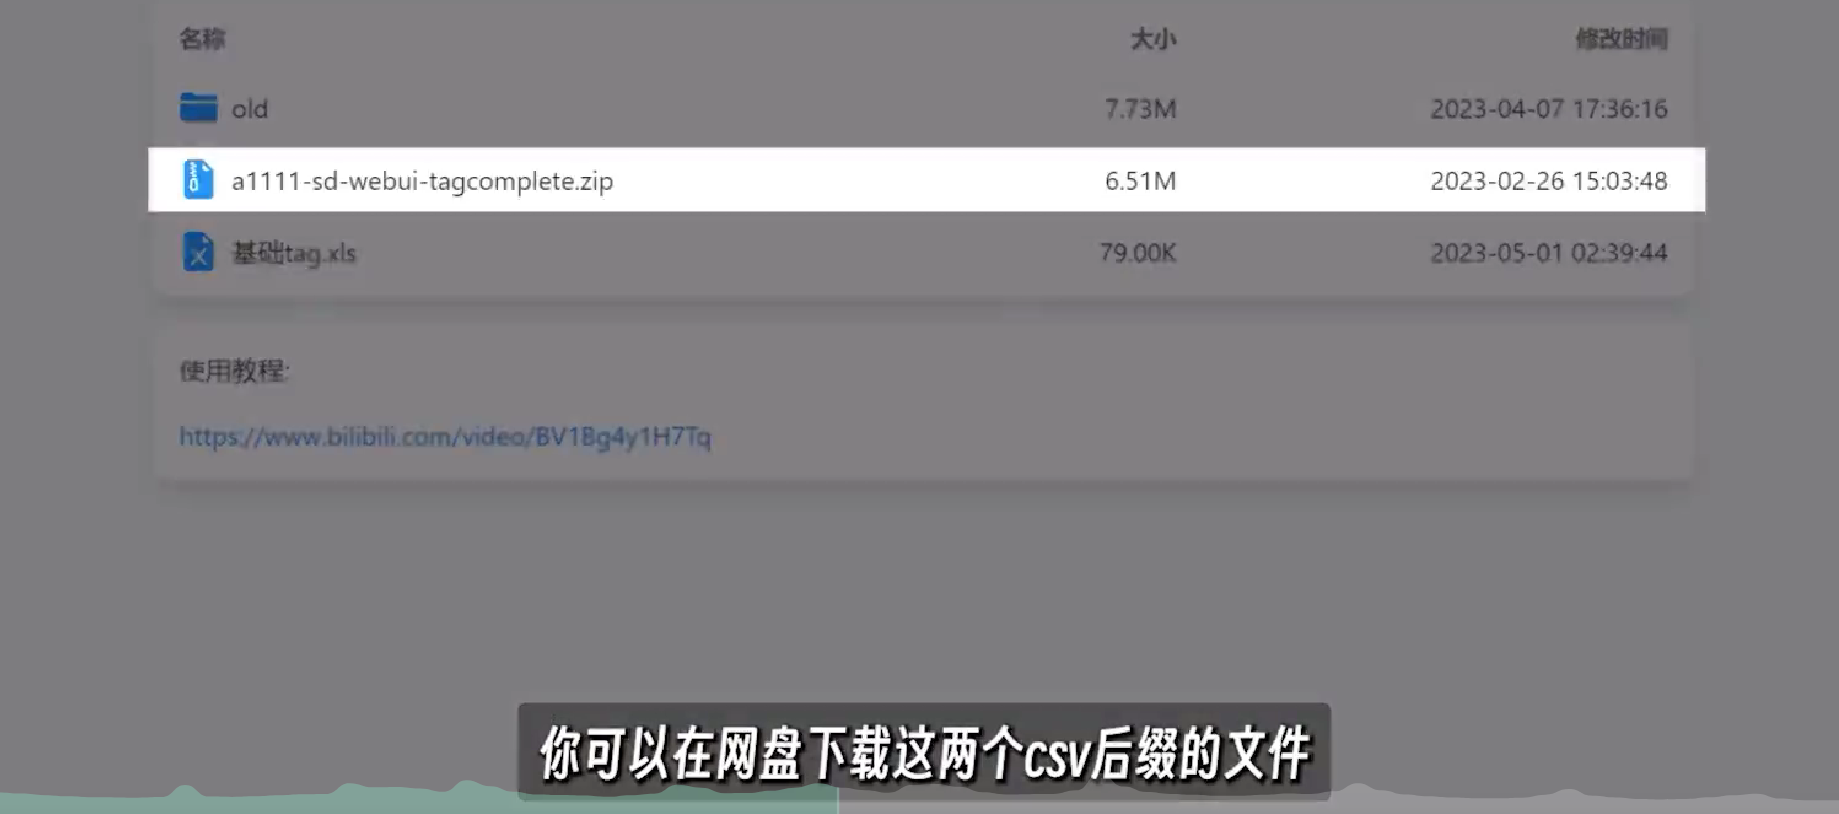 名称 大小 修改时间
old 7.73M 2023-04-07 17:36:16
a1111-sd-webui-tagcomplete.zip 6.51M 2023-02-26 15:03:48
基础tag.xls 79.00K 2023-05-01 02:39:44
使用教程:
https://www.bilibili.com/video/BV1Bg4y1H7Tq
你可以在网盘下载这两个csv后缀的文件